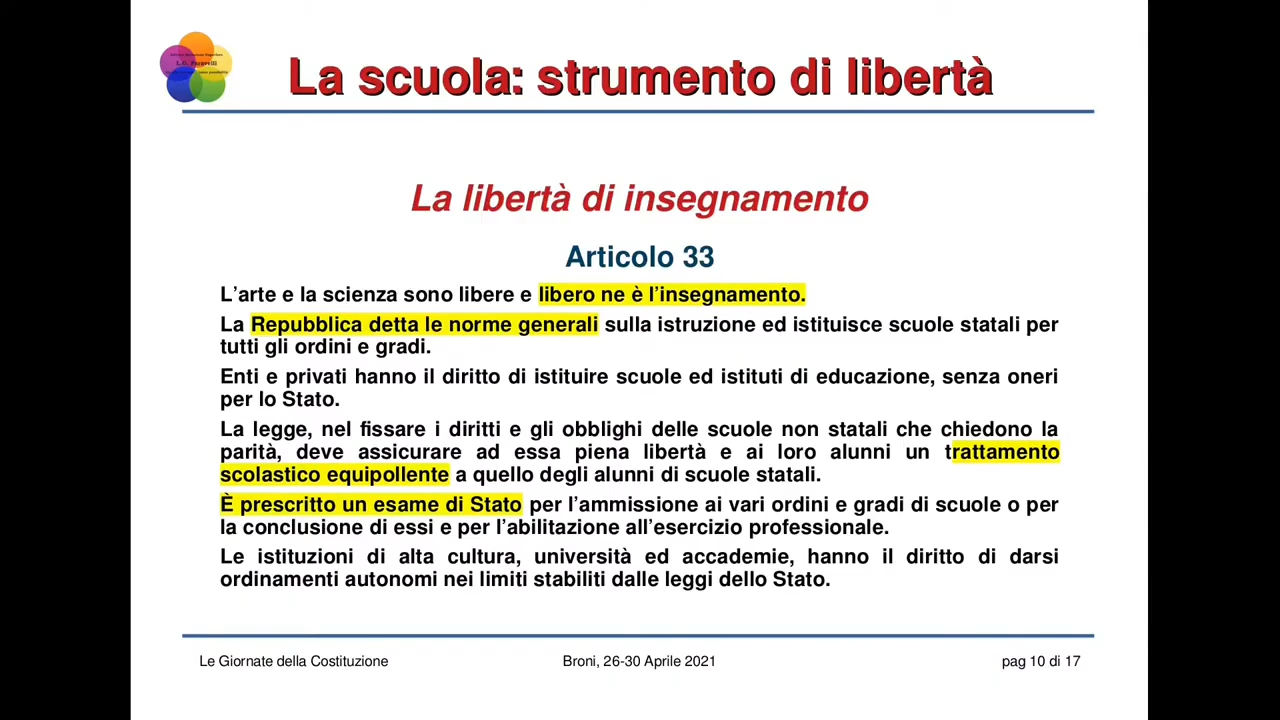 L.G. Faravelli
La scuola: strumento di libertà
La libertà di insegnamento
Articolo 33
L’arte e la scienza sono libere e libero ne è l’insegnamento.
La Repubblica detta le norme generali sulla istruzione ed istituisce scuole statali per
tutti gli ordini e gradi.
Enti e privati hanno il diritto di istituire scuole ed istituti di educazione, senza oneri
per lo Stato.
La legge, nel fissare i diritti e gli obblighi delle scuole non statali che chiedono la
parità, deve assicurare ad essa piena libertà e ai loro alunni un trattamento
scolastico equipollente a quello degli alunni di scuole statali.
È prescritto un esame di Stato per l’ammissione ai vari ordini e gradi di scuole o per
la conclusione di essi e per l’abilitazione all’esercizio professionale.
Le istituzioni di alta cultura, università ed accademie, hanno il diritto di darsi
ordinamenti autonomi nei limiti stabiliti dalle leggi dello Stato.
Le Giornate della Costituzione
Broni, 26-30 Aprile 2021
pag 10 di 17